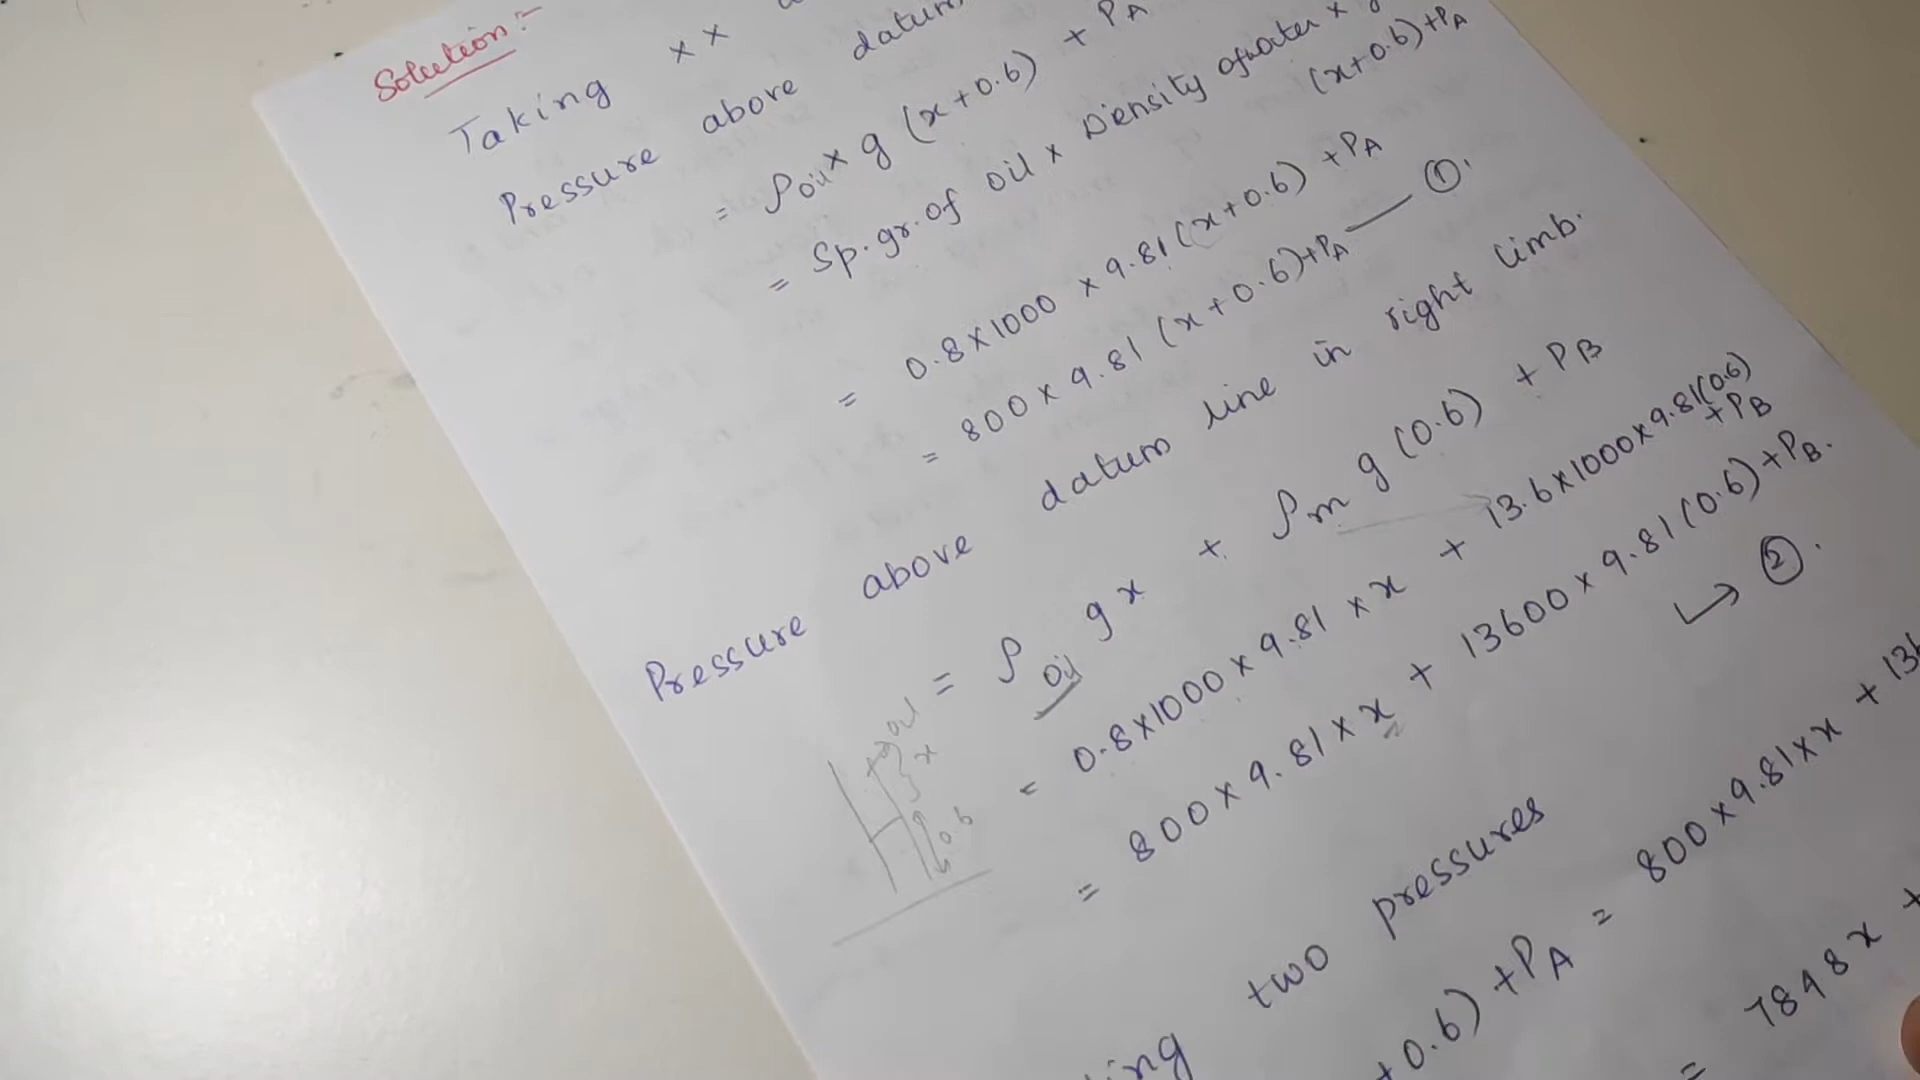 Solution:-
Taking XX
Pressure above datum
= ρoil × g (x+0.6) + PA
= Sp.gr. of oil × Density of water ×
(x+0.6)+PA
= 0.8×1000 × 9.81 (x+0.6) + PA
= 800 × 9.81 (x+0.6)+PA — ①.
Pressure above datum line in right limb.
= ρoil g x + ρm g (0.6) + PB
= 0.8×1000 × 9.81 × x + 13.6×1000×9.81(0.6)
+ PB
= 800 × 9.81 × x + 13600 × 9.81 (0.6) + PB.
→ ②.
oil
x
0.6
two pressures
+0.6) + PA = 800 × 9.81 × x + 136
= 7848 x +